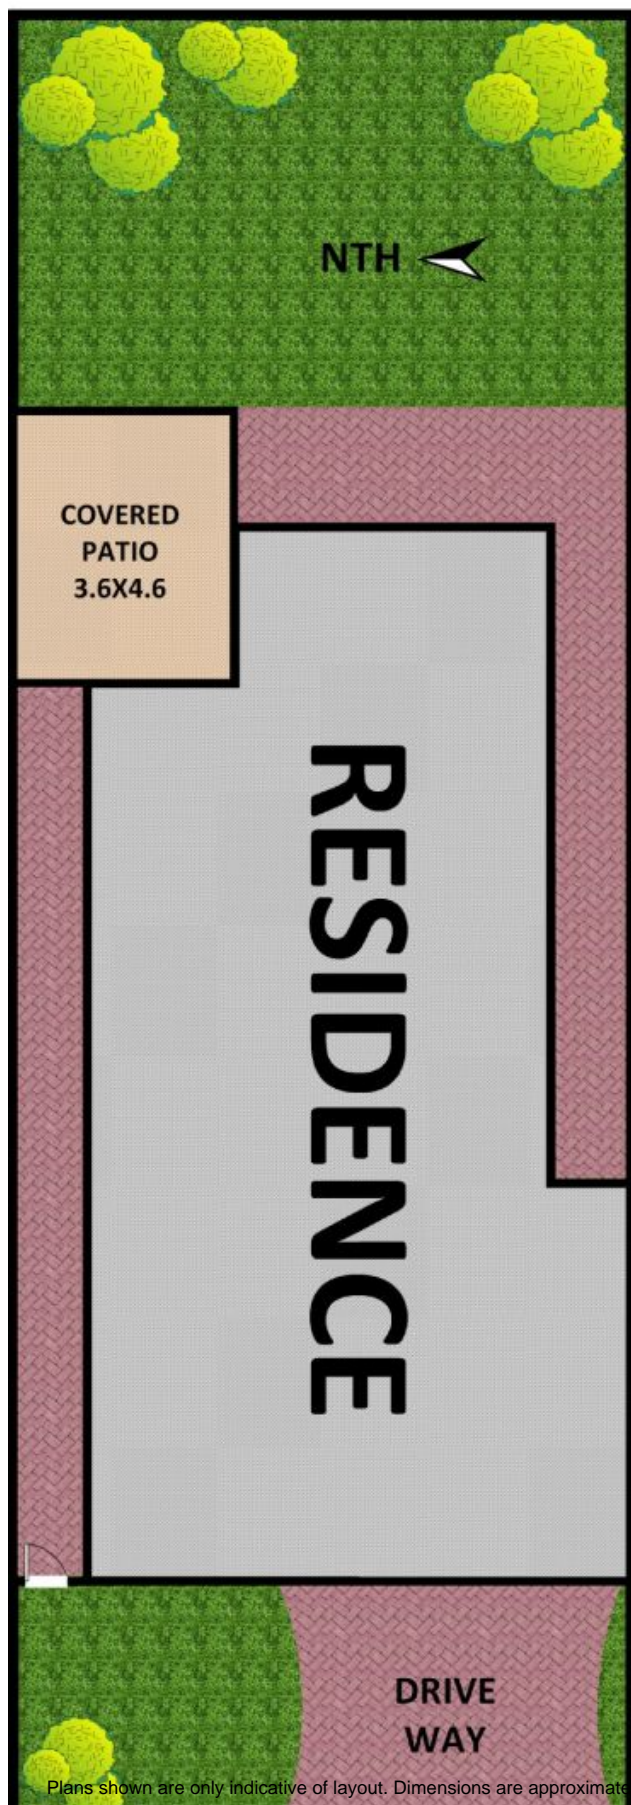 NTH
COVERED
PATIO
3.6X4.6
RESIDENCE
DRIVE
WAY
Plans shown are only indicative of layout. Dimensions are approximate